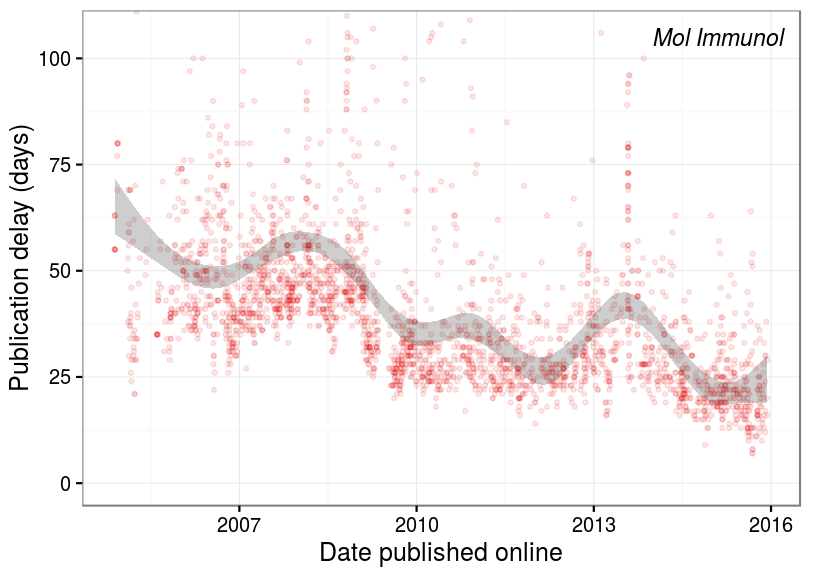 Mol Immunol
Publication delay (days)
100
75
50
25
0
2007 2010 2013 2016
Date published online